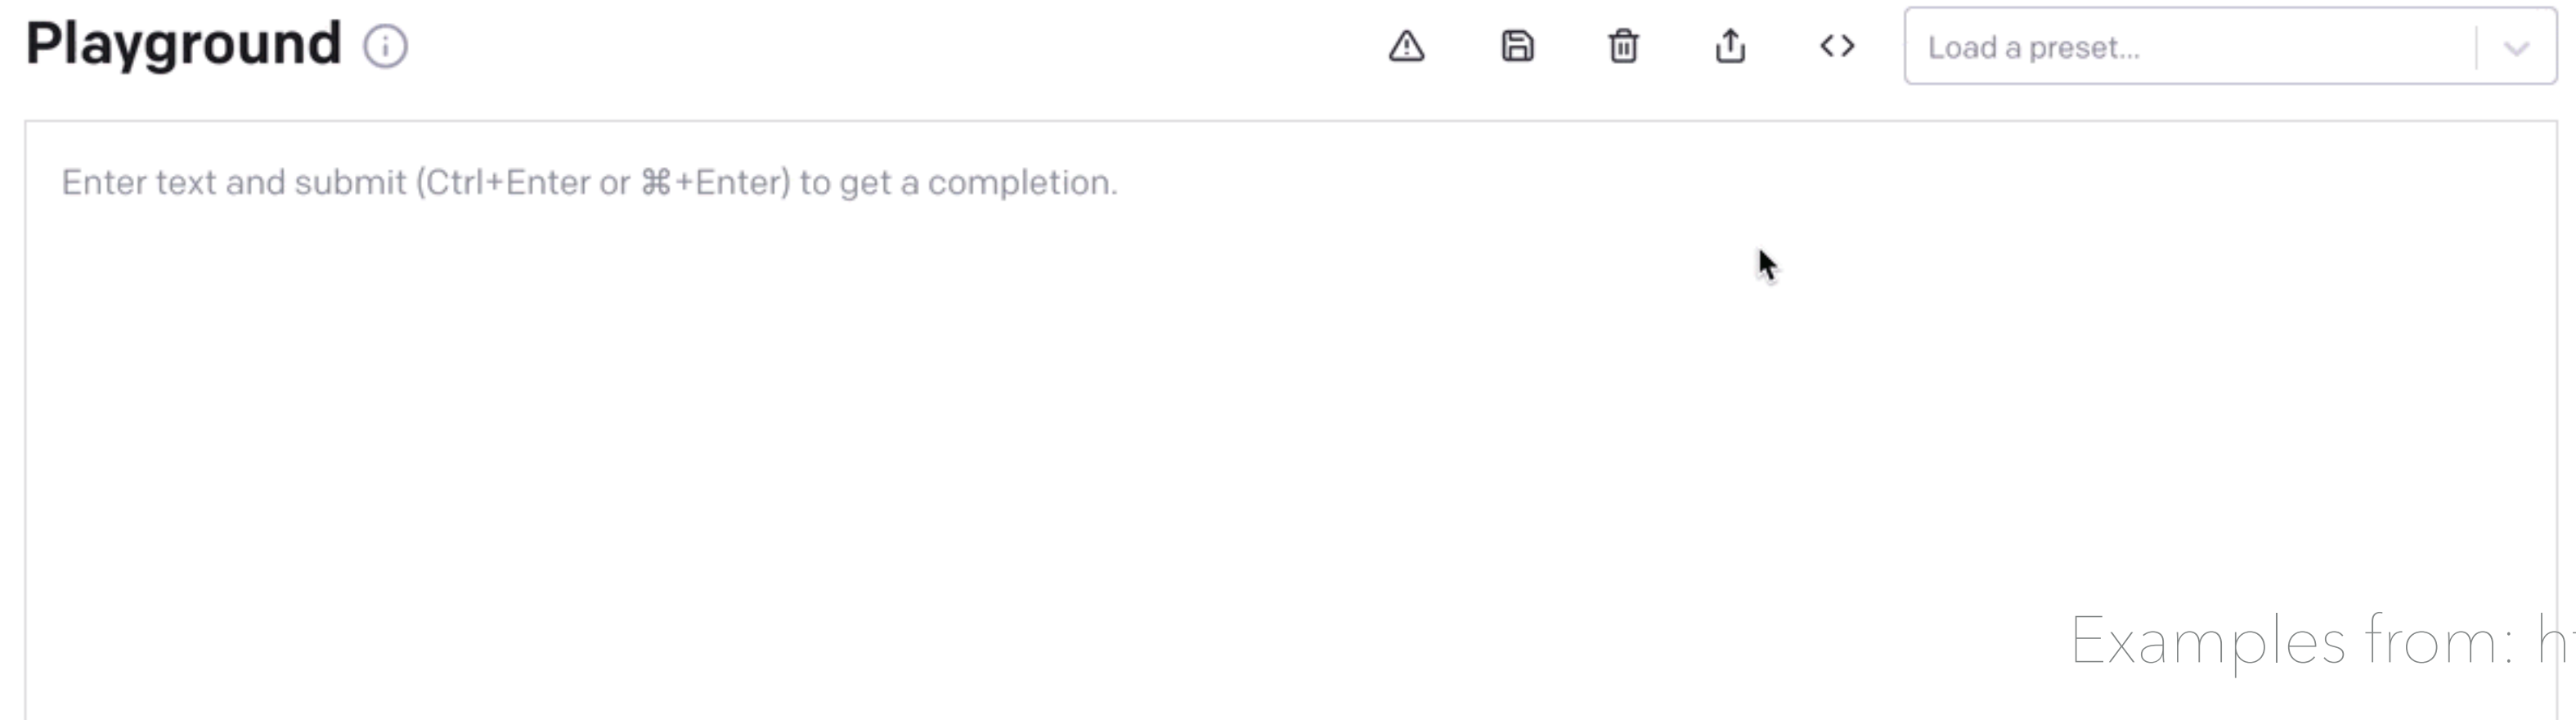 Playground
Load a preset...
Enter text and submit (Ctrl+Enter or ⌘+Enter) to get a completion.
Examples from: